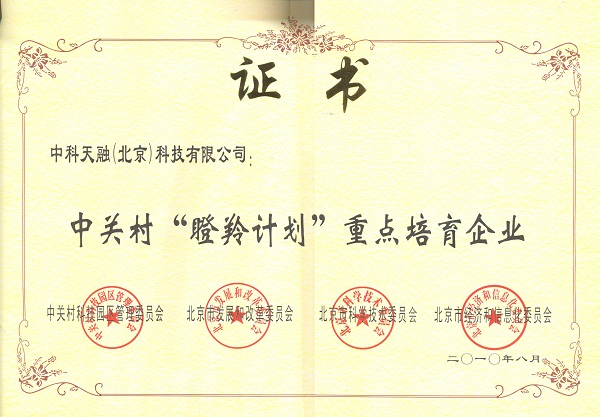 证书
中科天融(北京)科技有限公司:
中关村“瞪羚计划”重点培育企业
中关村科技园区管理委员会 北京市发展和改革委员会 北京市科学技术委员会 北京市经济和信息化委员会
二〇一〇年八月